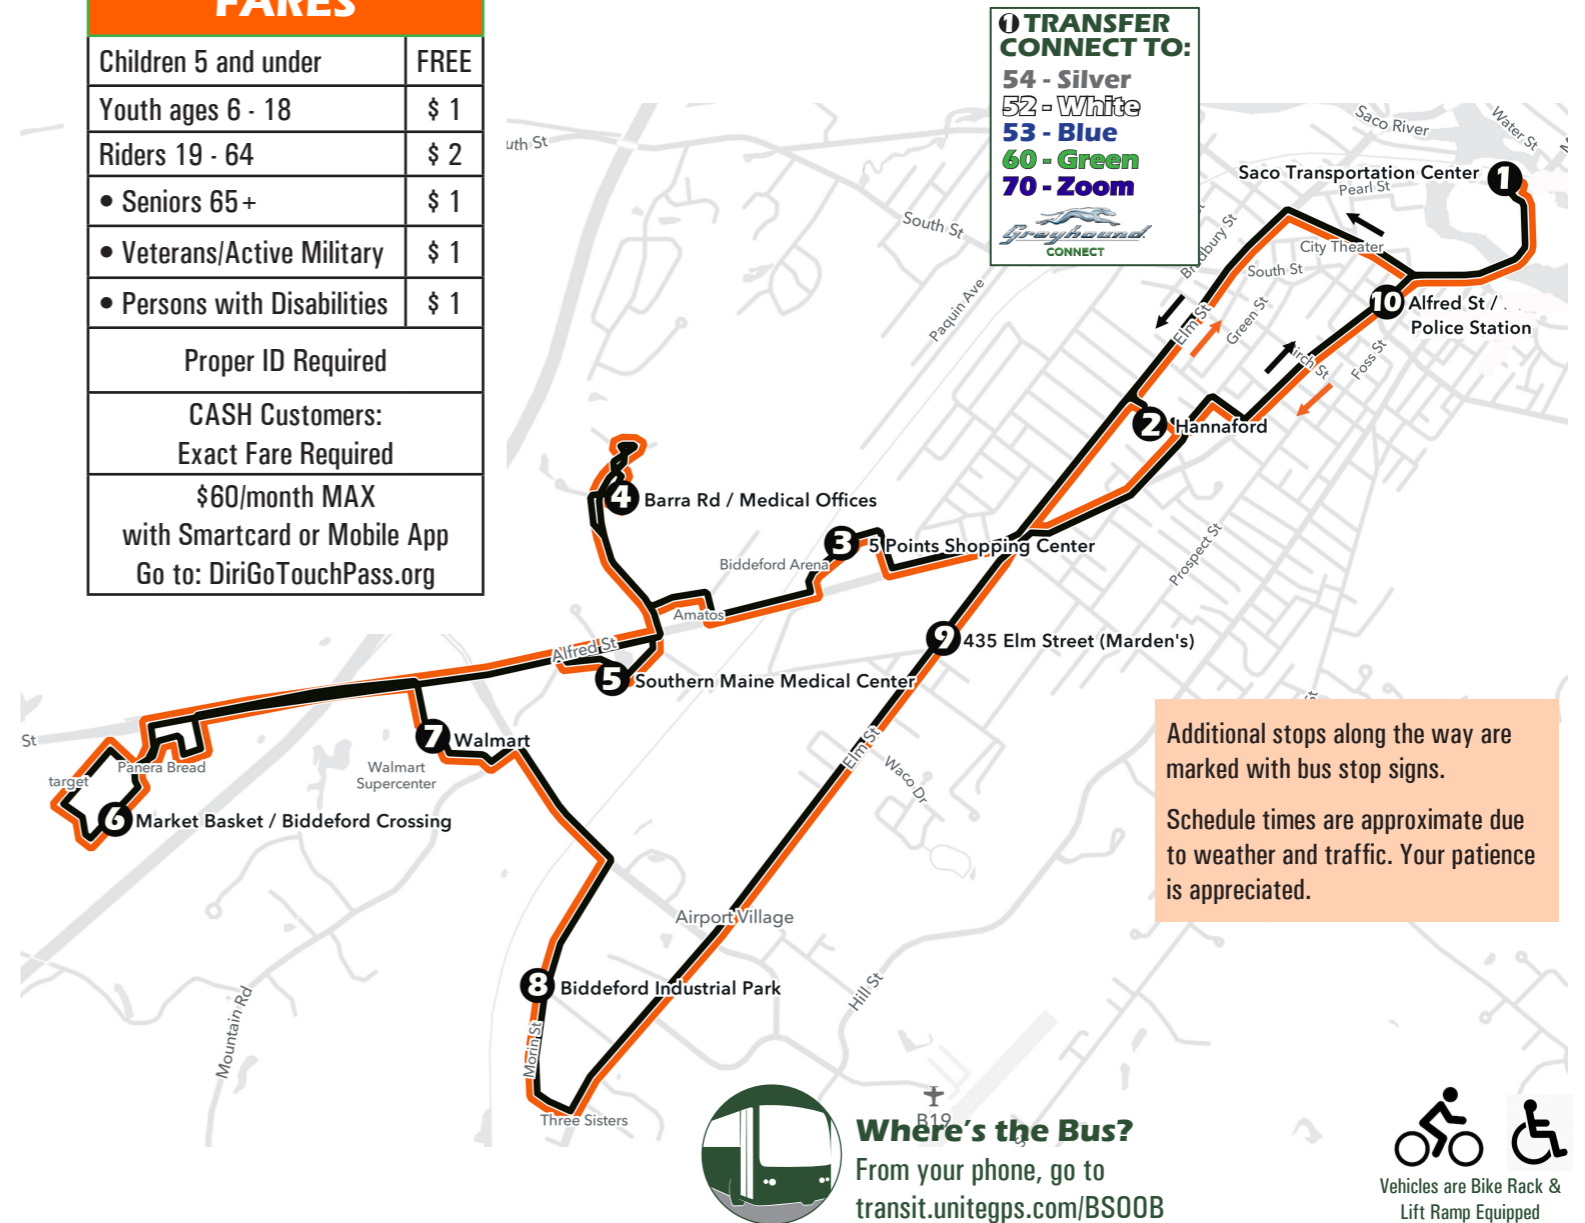 FARES
Children 5 and under FREE
Youth ages 6 - 18 $ 1
Riders 19 - 64 $ 2
• Seniors 65+ $ 1
• Veterans/Active Military $ 1
• Persons with Disabilities $ 1
Proper ID Required
CASH Customers:
Exact Fare Required
$60/month MAX
with Smartcard or Mobile App
Go to: DiriGoTouchPass.org
1 TRANSFER
CONNECT TO:
54 - Silver
52 - White
53 - Blue
60 - Green
70 - Zoom
Greyhound
CONNECT
uth St
South St
Paquin Ave
Saco River
Water St
Saco Transportation Center 1
Pearl St
City Theater
South St
Elm St
Green St
10 Alfred St /
Police Station
Foss St
irch St
2 Hannaford
Prospect St
4 Barra Rd / Medical Offices
3 5 Points Shopping Center
Biddeford Arena
Amatos
Alfred St
5 Southern Maine Medical Center
9 435 Elm Street (Marden's)
St
7 Walmart
Walmart
Supercenter
Panera Bread
target
6 Market Basket / Biddeford Crossing
Elm St
Waco Dr
St
Airport Village
8 Biddeford Industrial Park
Hill St
Mountain Rd
Morin St
Three Sisters
B19
S
Additional stops along the way are
marked with bus stop signs.
Schedule times are approximate due
to weather and traffic. Your patience
is appreciated.
Where's the Bus?
From your phone, go to
transit.unitegps.com/BSOOB
Vehicles are Bike Rack &
Lift Ramp Equipped